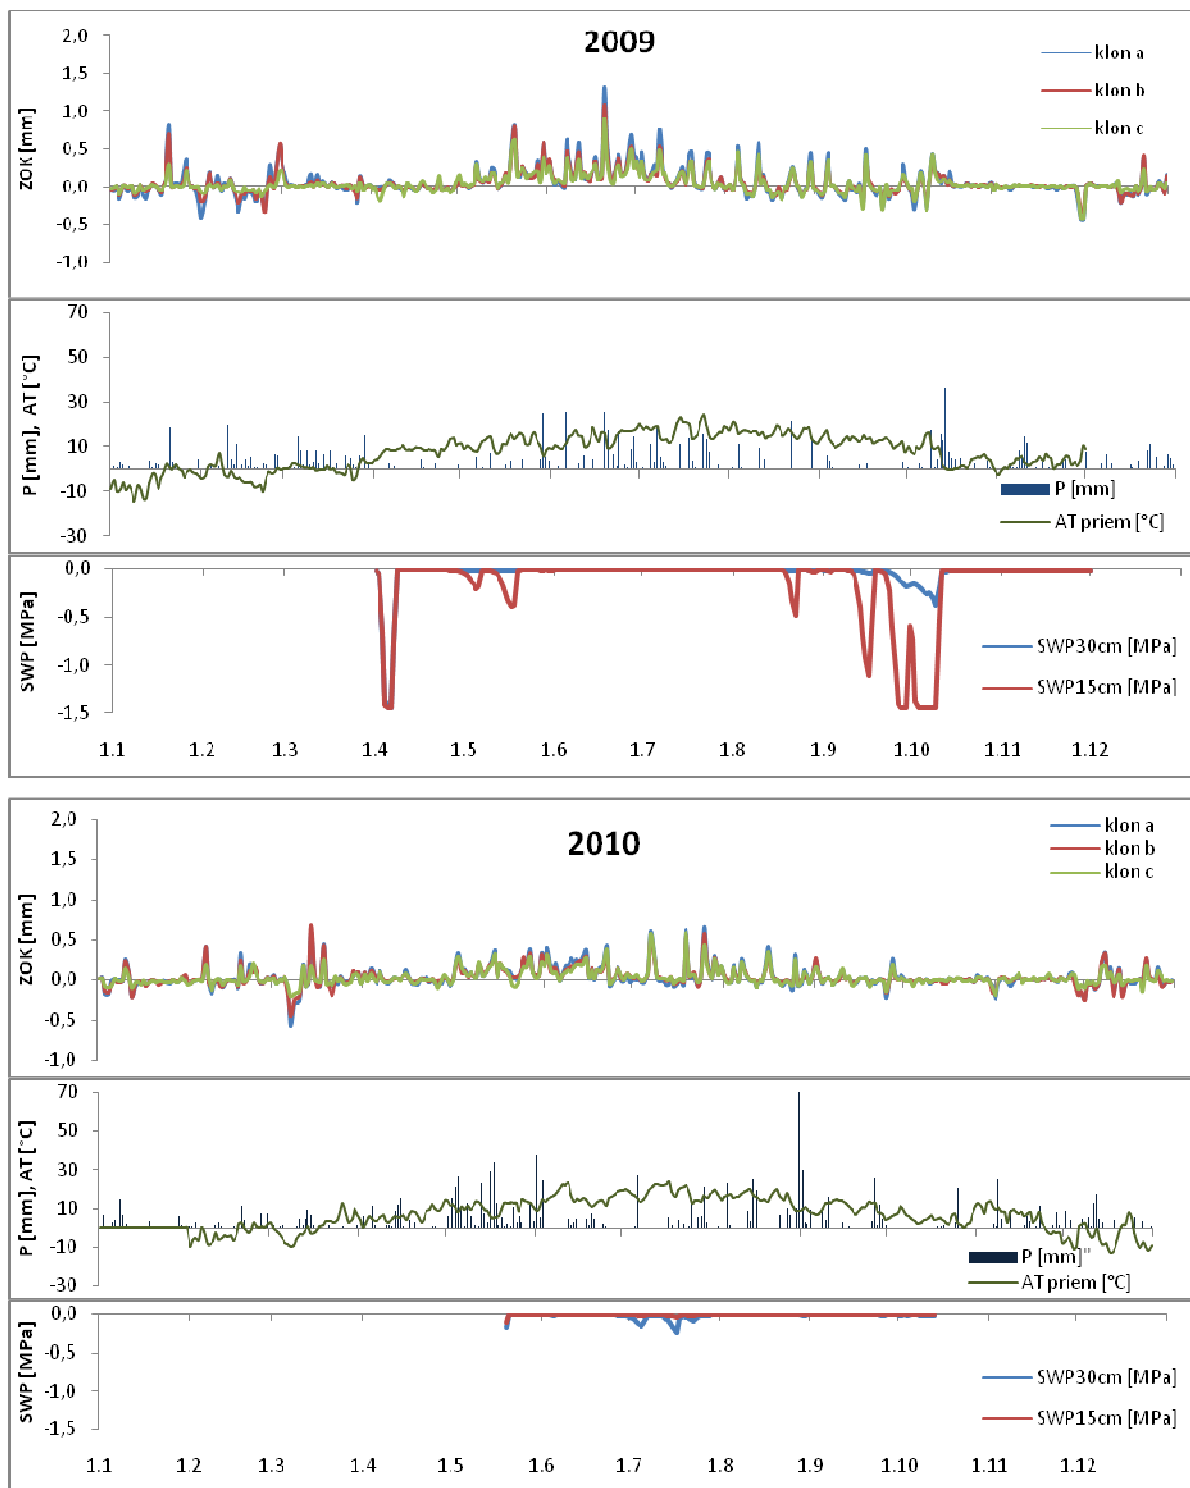 2009
ZOK [mm]
2,0
1,5
1,0
0,5
0,0
-0,5
-1,0
klon a
klon b
klon c
P [mm], AT [°C]
70
50
30
10
-10
-30
P [mm]
AT priem [°C]
SWP [MPa]
0,0
-0,5
-1,0
-1,5
SWP30cm [MPa]
SWP15cm [MPa]
1.1 1.2 1.3 1.4 1.5 1.6 1.7 1.8 1.9 1.10 1.11 1.12
2010
ZOK [mm]
2,0
1,5
1,0
0,5
0,0
-0,5
-1,0
klon a
klon b
klon c
P [mm], AT [°C]
70
50
30
10
-10
-30
P [mm]"
AT priem [°C]
SWP [MPa]
0,0
-0,5
-1,0
-1,5
SWP30cm [MPa]
SWP15cm [MPa]
1.1 1.2 1.3 1.4 1.5 1.6 1.7 1.8 1.9 1.10 1.11 1.12